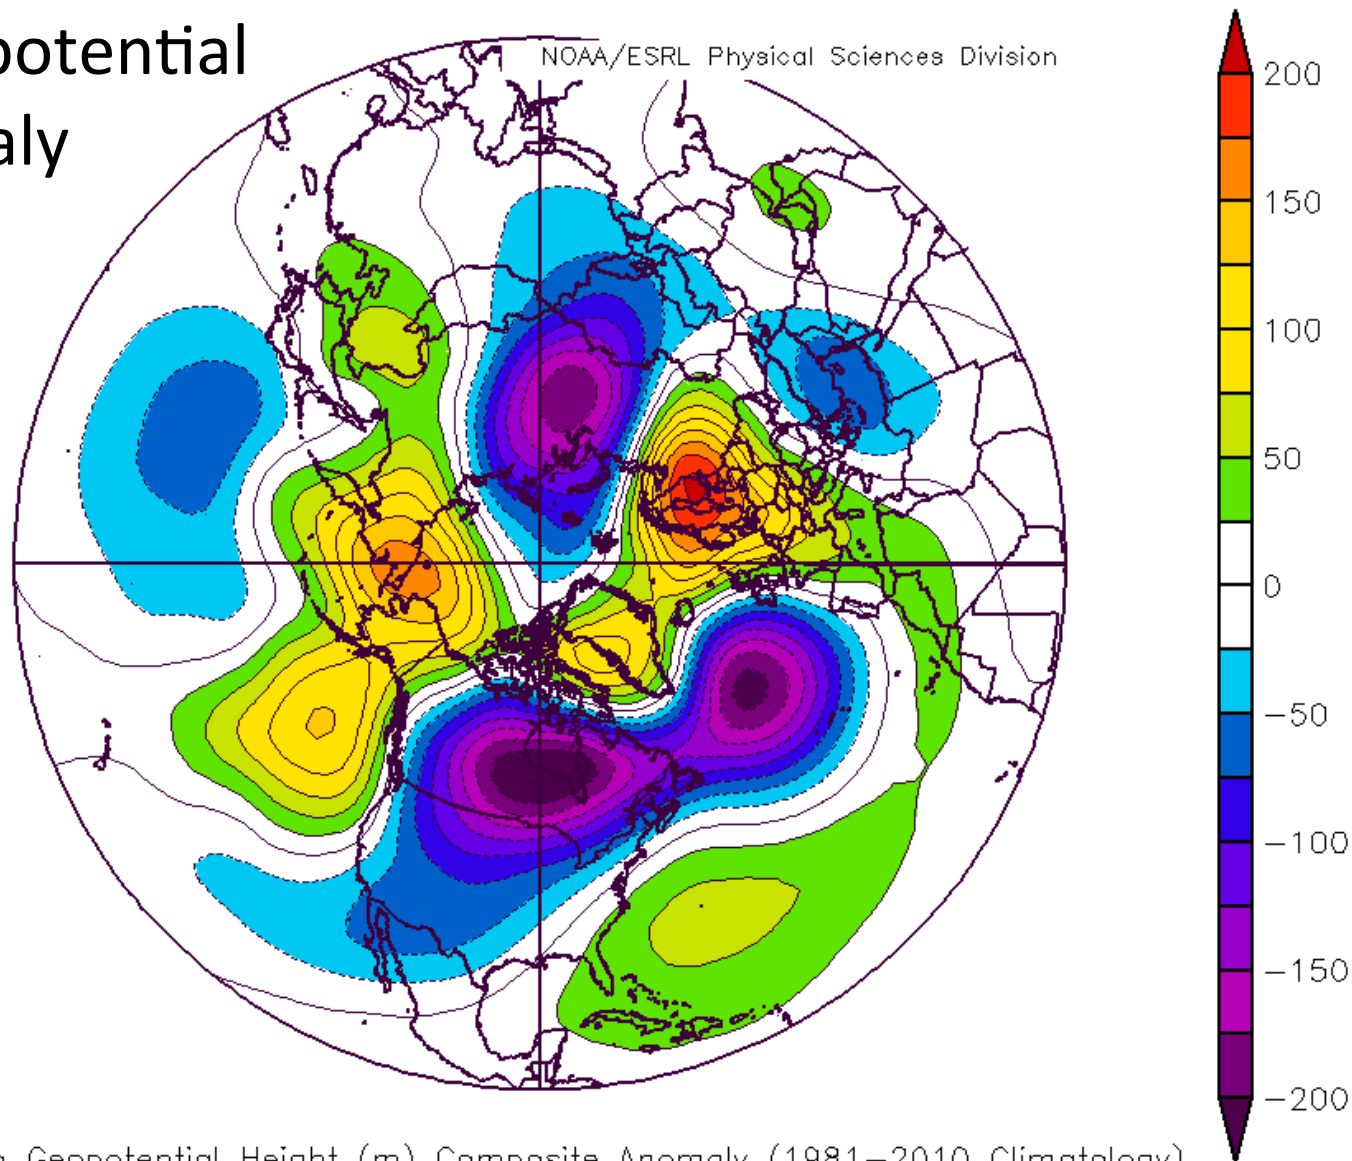 potential
aly
NOAA/ESRL Physical Sciences Division
200
150
100
50
0
−50
−100
−150
−200
Geopotential Height (m) Composite Anomaly (1981−2010 Climatology)